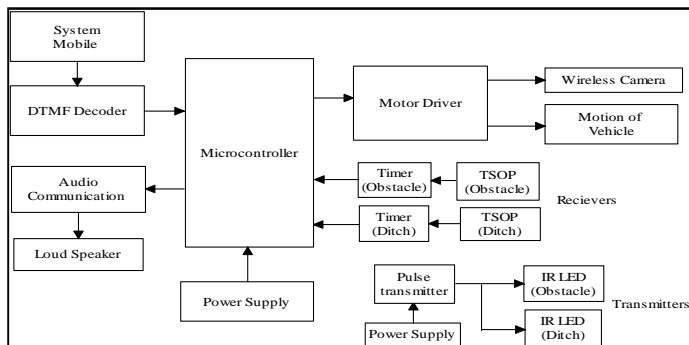 System
Mobile
DTMF Decoder
Audio
Communication
Loud Speaker
Microcontroller
Power Supply
Motor Driver
Wireless Camera
Motion of
Vehicle
Timer
(Obstacle)
TSOP
(Obstacle)
Timer
(Ditch)
TSOP
(Ditch)
Recievers
Pulse
transmitter
Power Supply
IR LED
(Obstacle)
IR LED
(Ditch)
Transmitters